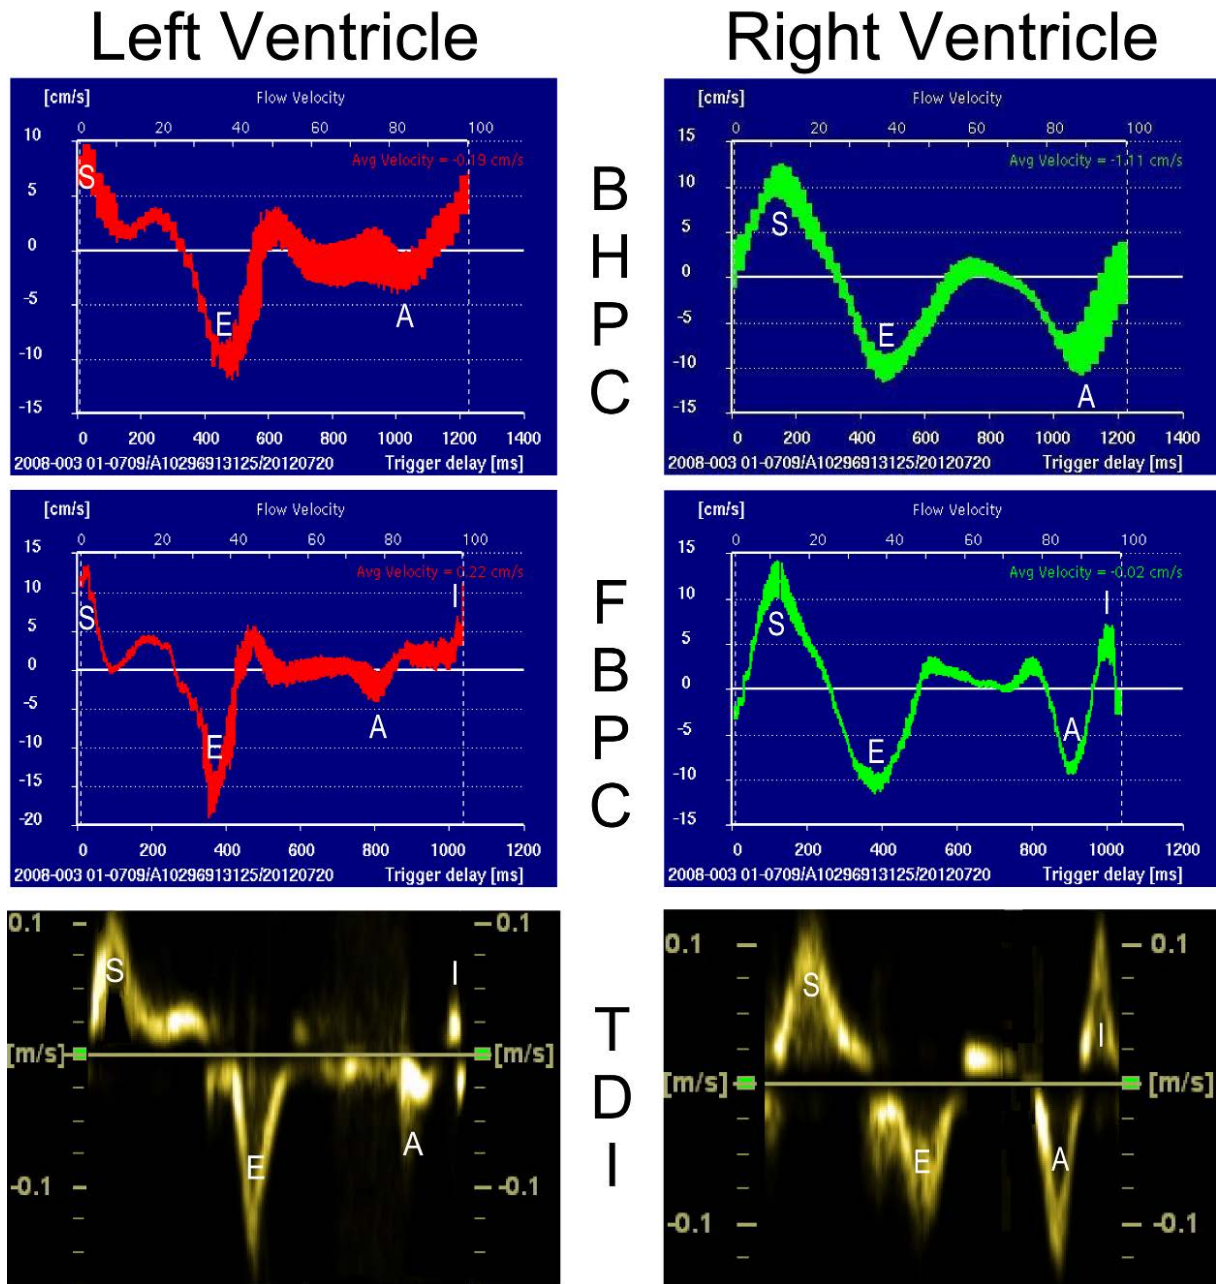 Left Ventricle
Right Ventricle
[cm/s] Flow Velocity
0 20 40 60 80 100
10
5
0
-5
-10
-15
Avg Velocity = -0.19 cm/s
S
E
A
0 200 400 600 800 1000 1200 1400
2008-003 01-0709/A10296913125/20120720 Trigger delay [ms]
B
H
P
C
[cm/s] Flow Velocity
0 20 40 60 80 100
15
10
5
0
-5
-10
-15
Avg Velocity = -1.11 cm/s
S
E
A
0 200 400 600 800 1000 1200 1400
2008-003 01-0709/A10296913125/20120720 Trigger delay [ms]
[cm/s] Flow Velocity
0 20 40 60 80 100
15
10
5
0
-5
-10
-15
-20
Avg Velocity = 0.22 cm/s
I
S
E
A
0 200 400 600 800 1000 1200
2008-003 01-0709/A10296913125/20120720 Trigger delay [ms]
F
B
P
C
[cm/s] Flow Velocity
0 20 40 60 80 100
15
10
5
0
-5
-10
-15
Avg Velocity = -0.02 cm/s
I
S
E
A
0 200 400 600 800 1000 1200
2008-003 01-0709/A10296913125/20120720 Trigger delay [ms]
0.1 0.1
S
I
[m/s] [m/s]
A
E
-0.1 -0.1
T
D
I
0.1 0.1
S
I
[m/s] [m/s]
E
A
-0.1 -0.1